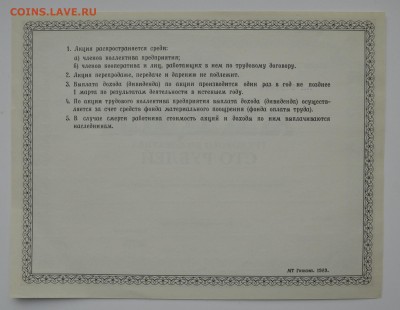 COINS.LAVE.RU
1. Акция распространяется среди:
а) членов коллектива предприятия;
б) членов кооператива и лиц, работающих в нем по трудовому договору.
2. Акция перепродаже, передаче и дарению не подлежит.
3. Выплата дохода (дивиденда) по акции производится один раз в год не позднее
1 марта по результатам деятельности в истекшем году.
4. По акции трудового коллектива предприятия выплата дохода (дивиденда) осущест-
вляется за счет средств фонда материального поощрения (фонда оплаты труда).
5. В случае смерти работника стоимость акций и доходы по ним выплачиваются
наследникам.
МТ Гознак. 1988.